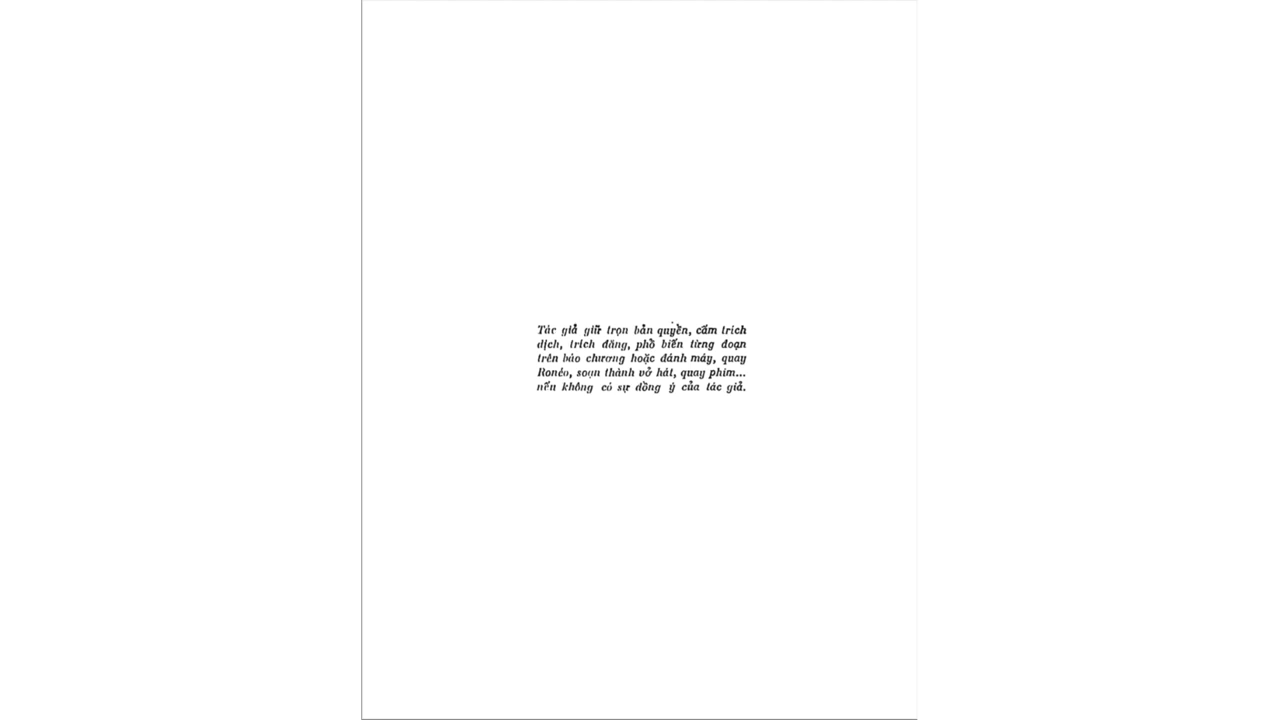 Tác giả giữ trọn bản quyền, cấm trích
dịch, trích đăng, phổ biến từng đoạn
trên báo chương hoặc đánh máy, quay
Ronéo, soạn thành vở hát, quay phim...
nếu không có sự đồng ý của tác giả.